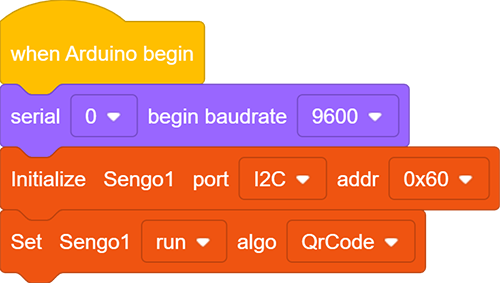 when Arduino begin
serial 0 begin baudrate 9600
Initialize Sengo1 port I2C addr 0x60
Set Sengo1 run algo QrCode